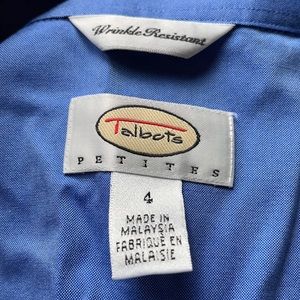 Wrinkle Resistant
Talbots
PETITES
4
MADE IN
MALAYSIA
FABRIQUÉ EN
MALAISIE